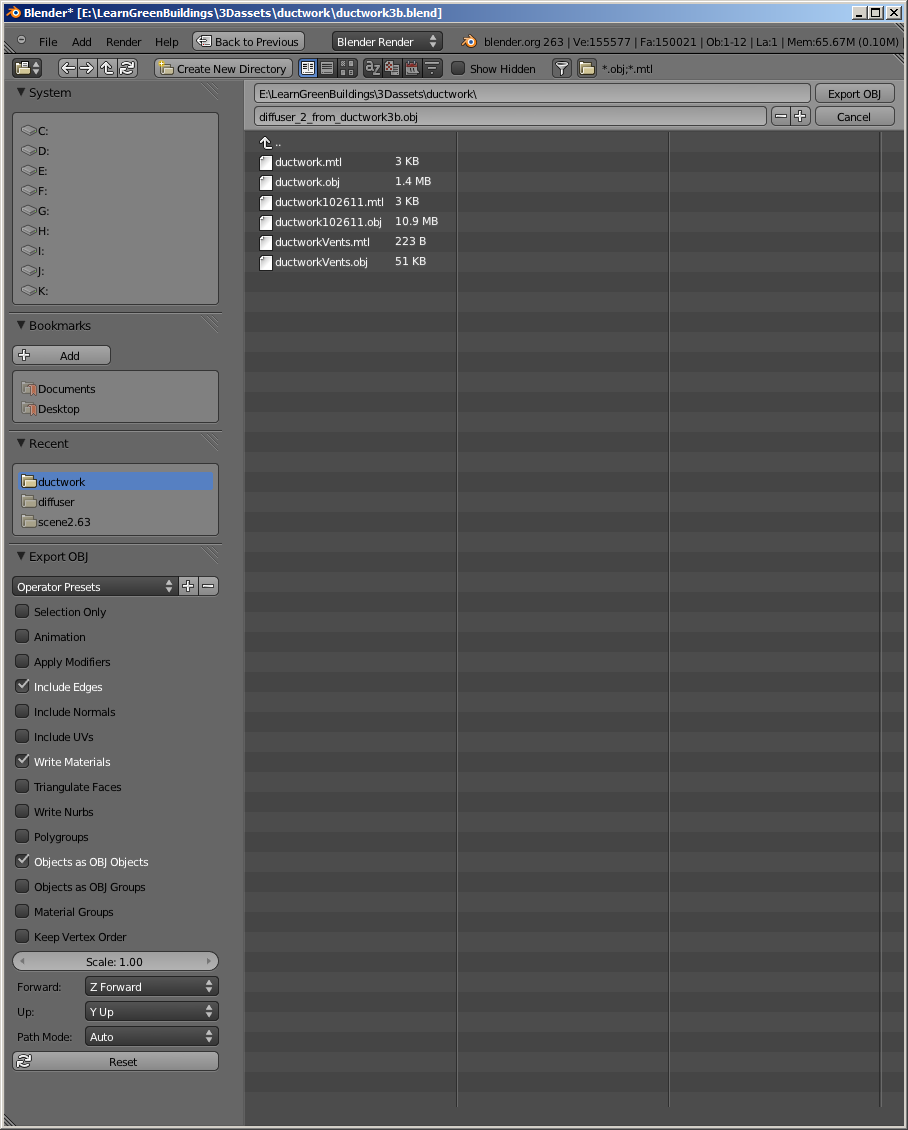 Blender* [E:\LearnGreenBuildings\3Dassets\ductwork\ductwork3b.blend]
File Add Render Help Back to Previous Blender Render blender.org 263 | Ve:155577 | Fa:150021 | Ob:1-12 | La:1 | Mem:65.67M (0.10M)
Create New Directory Show Hidden *.obj;*.mtl
System
C:
D:
E:
F:
G:
H:
I:
J:
K:
Bookmarks
Add
Documents
Desktop
Recent
ductwork
diffuser
scene2.63
Export OBJ
Operator Presets
Selection Only
Animation
Apply Modifiers
Include Edges
Include Normals
Include UVs
Write Materials
Triangulate Faces
Write Nurbs
Polygroups
Objects as OBJ Objects
Objects as OBJ Groups
Material Groups
Keep Vertex Order
Scale: 1.00
Forward: Z Forward
Up: Y Up
Path Mode: Auto
Reset
E:\LearnGreenBuildings\3Dassets\ductwork\ Export OBJ
diffuser_2_from_ductwork3b.obj Cancel
..
ductwork.mtl 3 KB
ductwork.obj 1.4 MB
ductwork102611.mtl 3 KB
ductwork102611.obj 10.9 MB
ductworkVents.mtl 223 B
ductworkVents.obj 51 KB